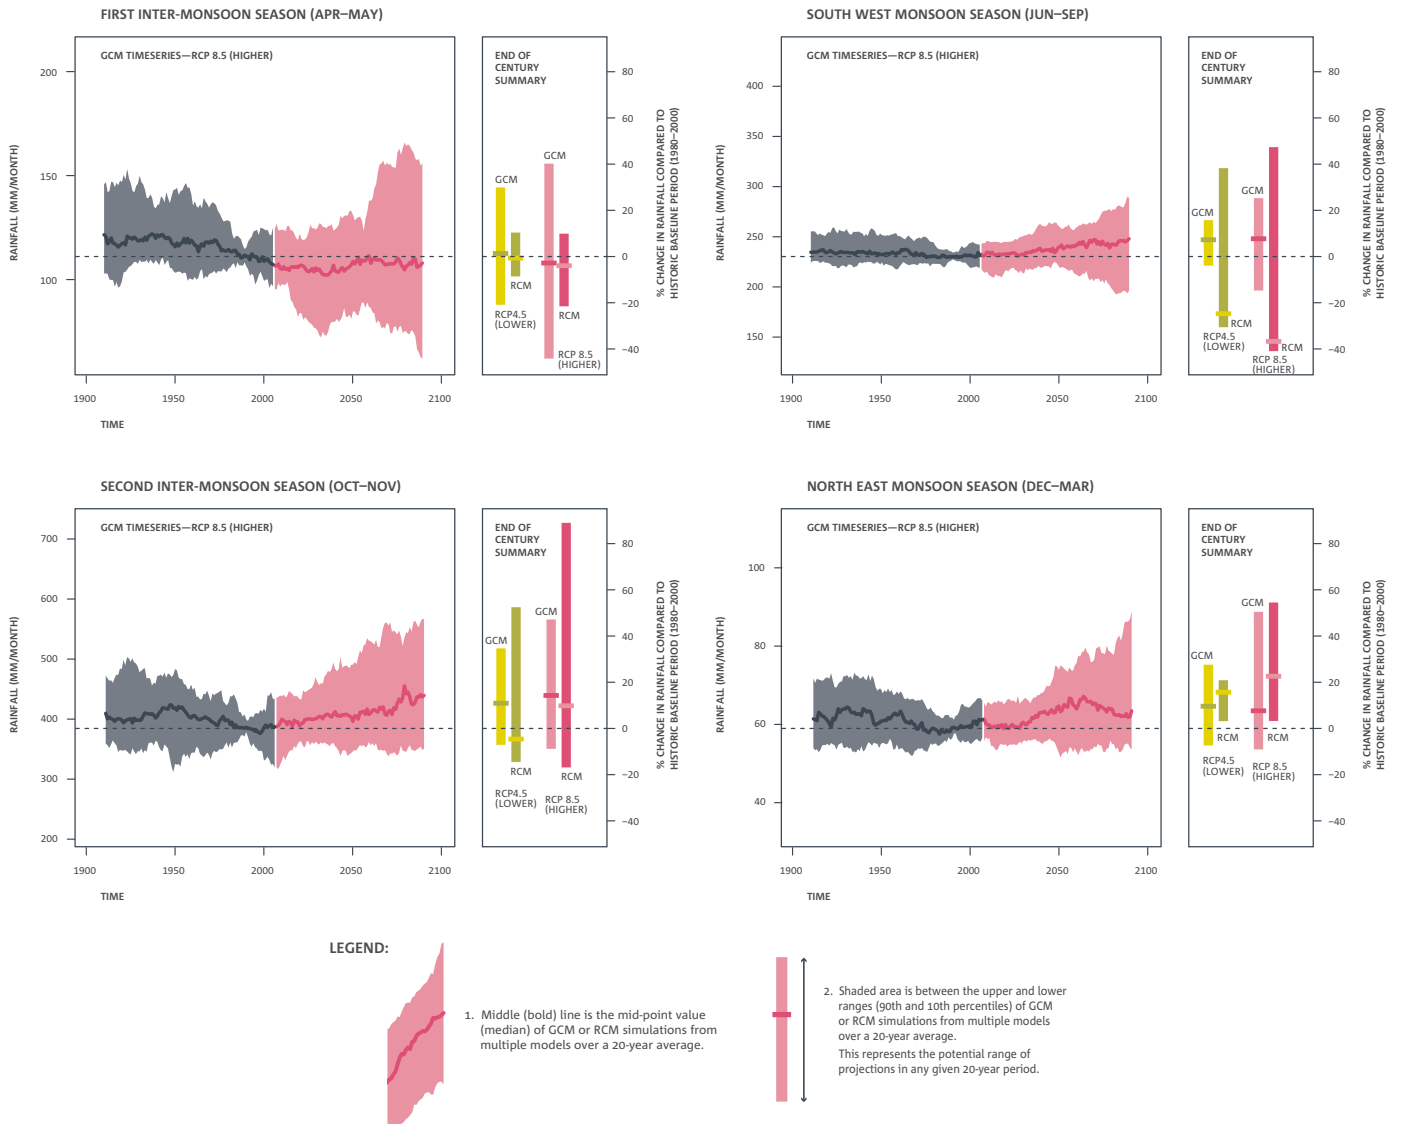 FIRST INTER-MONSOON SEASON (APR–MAY)
GCM TIMESERIES—RCP 8.5 (HIGHER)
RAINFALL (MM/MONTH)
200
150
100
1900
1950
2000
2050
2100
TIME
END OF
CENTURY
SUMMARY
GCM
RCM
RCP4.5
(LOWER)
GCM
RCM
RCP 8.5
(HIGHER)
80
60
40
20
0
−20
−40
% CHANGE IN RAINFALL COMPARED TO
HISTORIC BASELINE PERIOD (1980–2000)
SOUTH WEST MONSOON SEASON (JUN–SEP)
GCM TIMESERIES—RCP 8.5 (HIGHER)
RAINFALL (MM/MONTH)
400
350
300
250
200
150
1900
1950
2000
2050
2100
TIME
END OF
CENTURY
SUMMARY
GCM
RCM
RCP4.5
(LOWER)
GCM
RCM
RCP 8.5
(HIGHER)
80
60
40
20
0
−20
−40
% CHANGE IN RAINFALL COMPARED TO
HISTORIC BASELINE PERIOD (1980–2000)
SECOND INTER-MONSOON SEASON (OCT–NOV)
GCM TIMESERIES—RCP 8.5 (HIGHER)
RAINFALL (MM/MONTH)
700
600
500
400
300
200
1900
1950
2000
2050
2100
TIME
END OF
CENTURY
SUMMARY
GCM
RCM
RCP4.5
(LOWER)
GCM
RCM
RCP 8.5
(HIGHER)
80
60
40
20
0
−20
−40
% CHANGE IN RAINFALL COMPARED TO
HISTORIC BASELINE PERIOD (1980–2000)
NORTH EAST MONSOON SEASON (DEC–MAR)
GCM TIMESERIES—RCP 8.5 (HIGHER)
RAINFALL (MM/MONTH)
100
80
60
40
1900
1950
2000
2050
2100
TIME
END OF
CENTURY
SUMMARY
GCM
RCM
RCP4.5
(LOWER)
GCM
RCM
RCP 8.5
(HIGHER)
80
60
40
20
0
−20
−40
% CHANGE IN RAINFALL COMPARED TO
HISTORIC BASELINE PERIOD (1980–2000)
LEGEND:
1. Middle (bold) line is the mid-point value
(median) of GCM or RCM simulations from
multiple models over a 20-year average.
2. Shaded area is between the upper and lower
ranges (90th and 10th percentiles) of GCM
or RCM simulations from multiple models
over a 20-year average.
This represents the potential range of
projections in any given 20-year period.